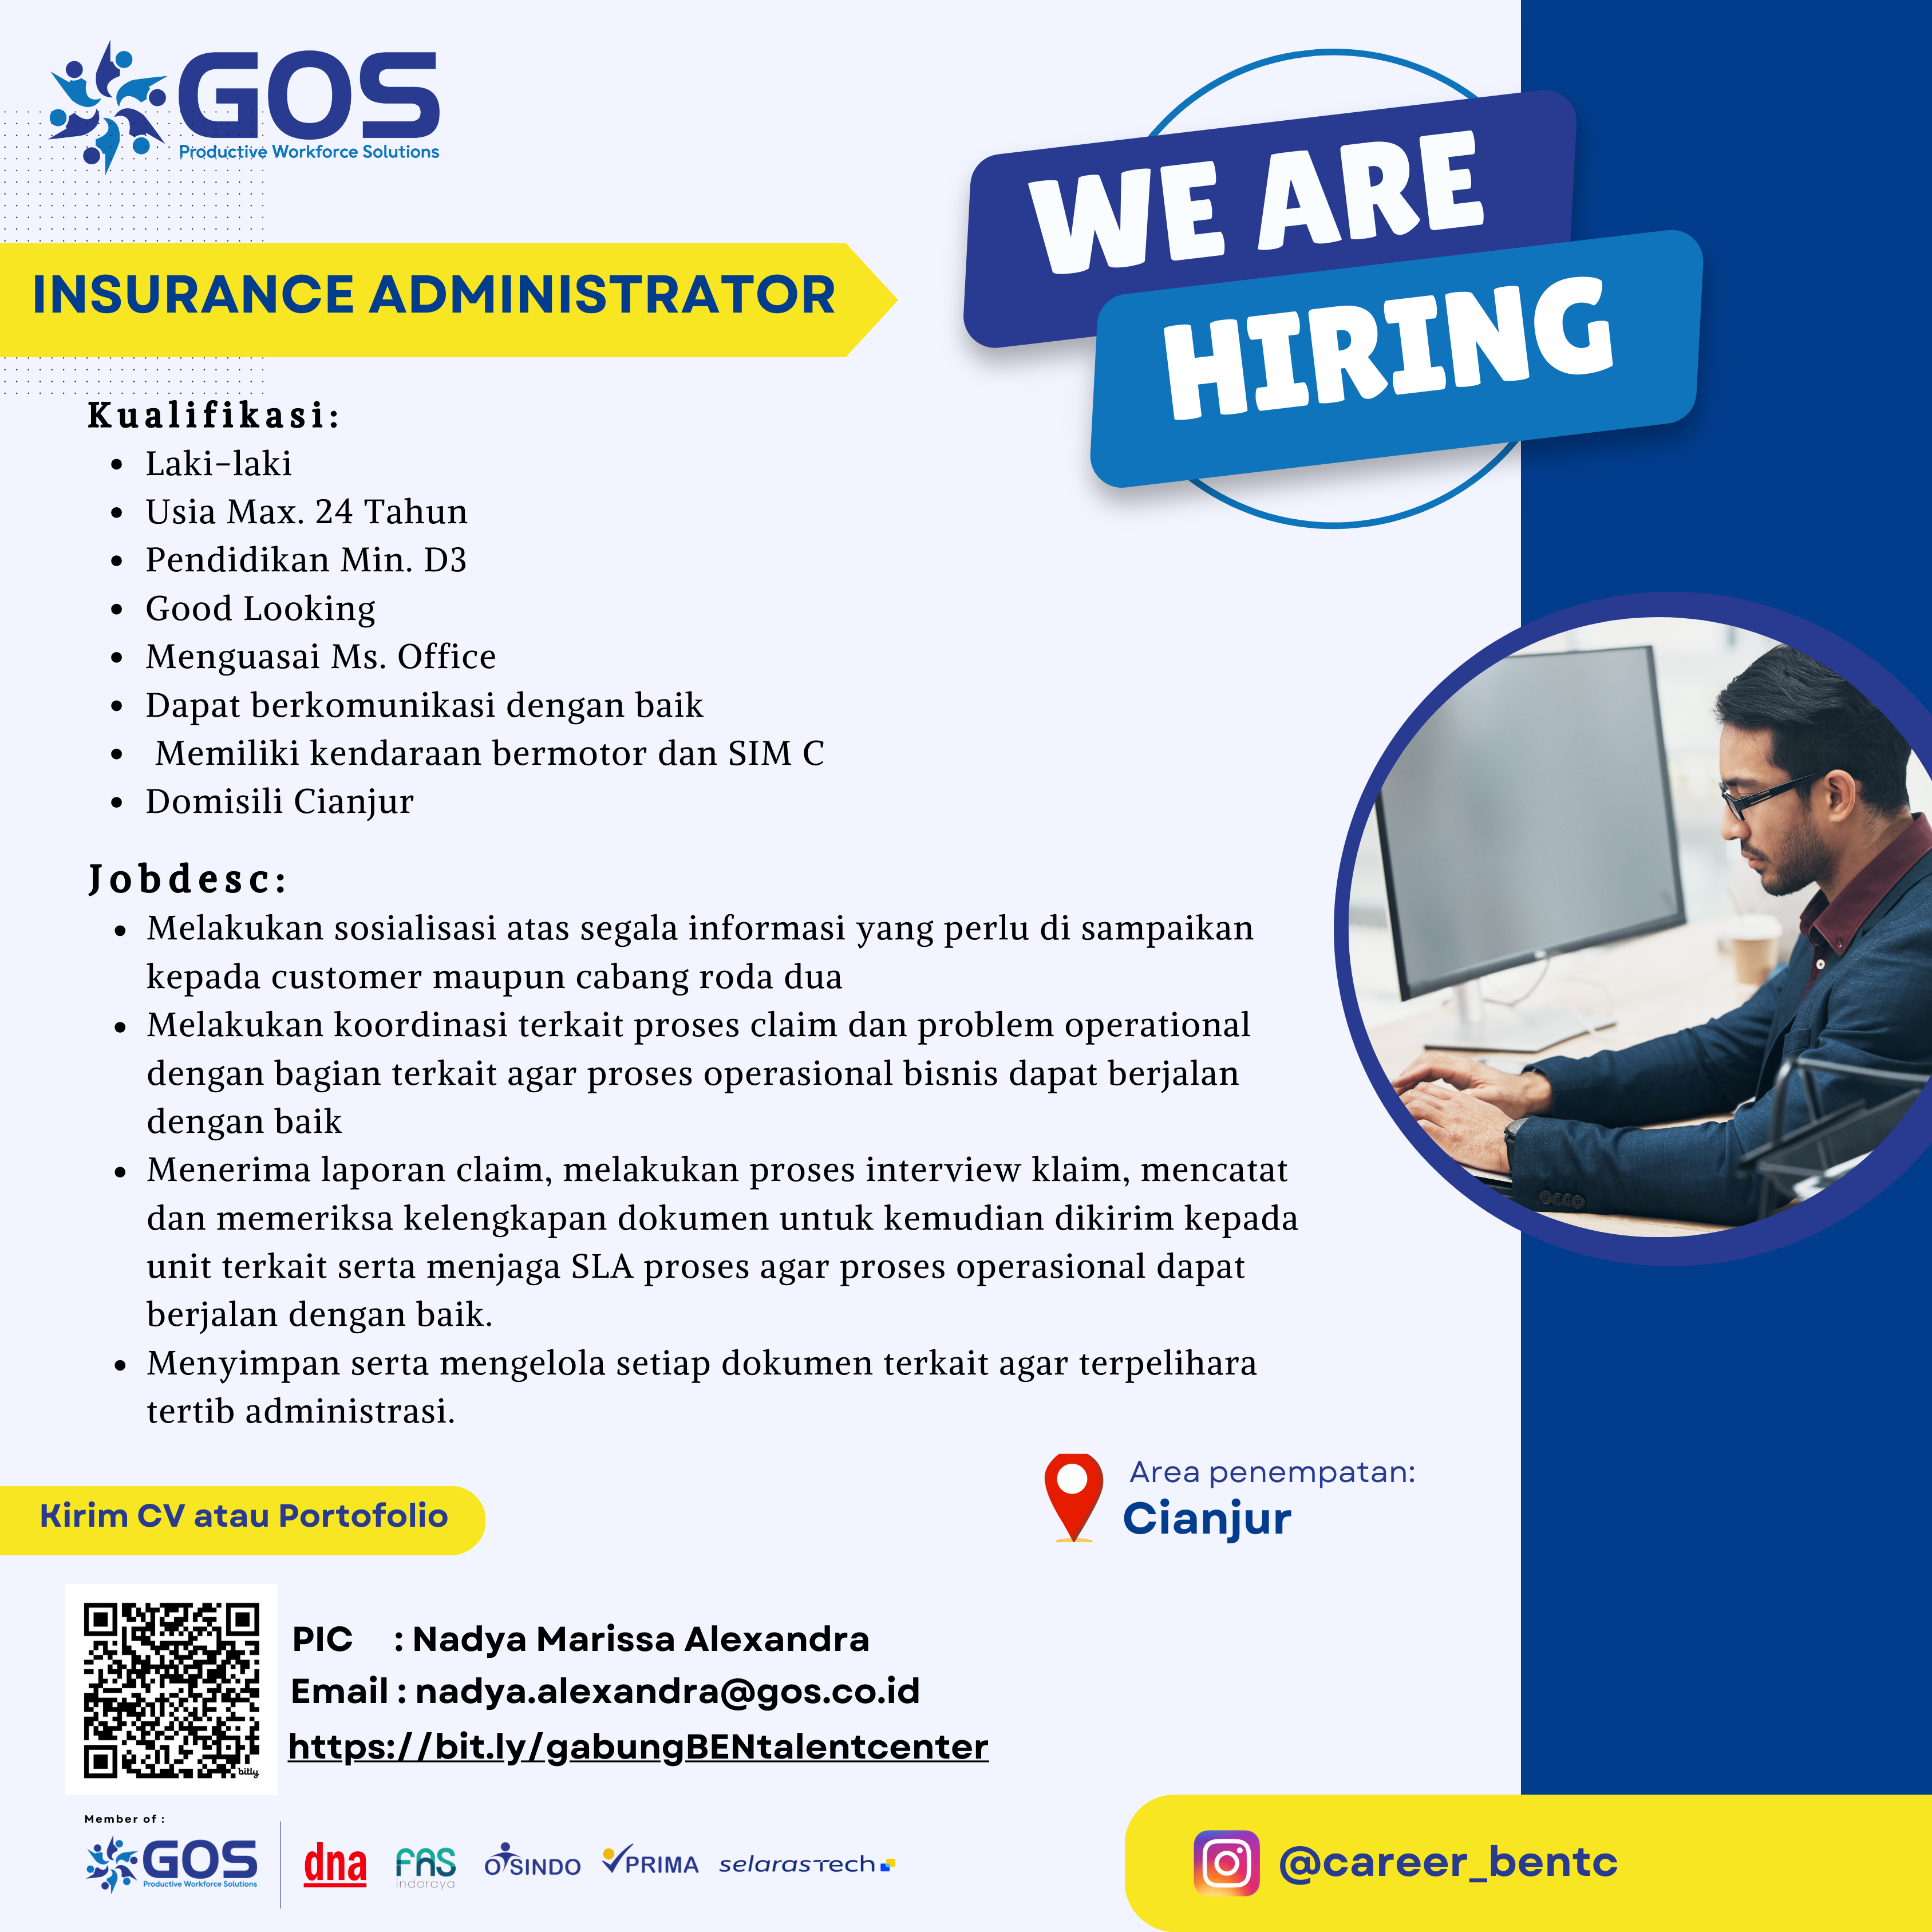 GOS
Productive Workforce Solutions
WE ARE
HIRING
INSURANCE ADMINISTRATOR
Kualifikasi:
• Laki-laki
• Usia Max. 24 Tahun
• Pendidikan Min. D3
• Good Looking
• Menguasai Ms. Office
• Dapat berkomunikasi dengan baik
• Memiliki kendaraan bermotor dan SIM C
• Domisili Cianjur
Jobdesc:
• Melakukan sosialisasi atas segala informasi yang perlu di sampaikan
kepada customer maupun cabang roda dua
• Melakukan koordinasi terkait proses claim dan problem operational
dengan bagian terkait agar proses operasional bisnis dapat berjalan
dengan baik
• Menerima laporan claim, melakukan proses interview klaim, mencatat
dan memeriksa kelengkapan dokumen untuk kemudian dikirim kepada
unit terkait serta menjaga SLA proses agar proses operasional dapat
berjalan dengan baik.
• Menyimpan serta mengelola setiap dokumen terkait agar terpelihara
tertib administrasi.
Area penempatan:
Cianjur
Kirim CV atau Portofolio
PIC : Nadya Marissa Alexandra
Email : nadya.alexandra@gos.co.id
https://bit.ly/gabungBENtalentcenter
bitly
Member of :
GOS
Productive Workforce Solutions
dna
FAS
indoraya
OSINDO
PRIMA
selarasTech
@career_bentc